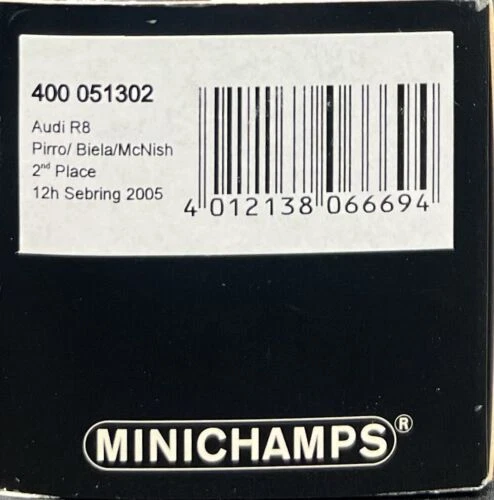 400 051302
Audi R8
Pirro/ Biela/McNish
2nd Place
12h Sebring 2005
4 012138 066694
MINICHAMPS®